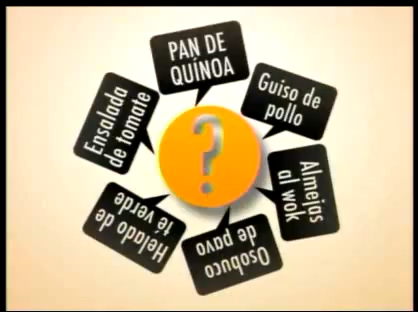 PAN DE
QUÍNOA
Guiso de
pollo
Almejas
al wok
Osobuco
de pavo
Helado de
té verde
Ensalada
de tomate
?